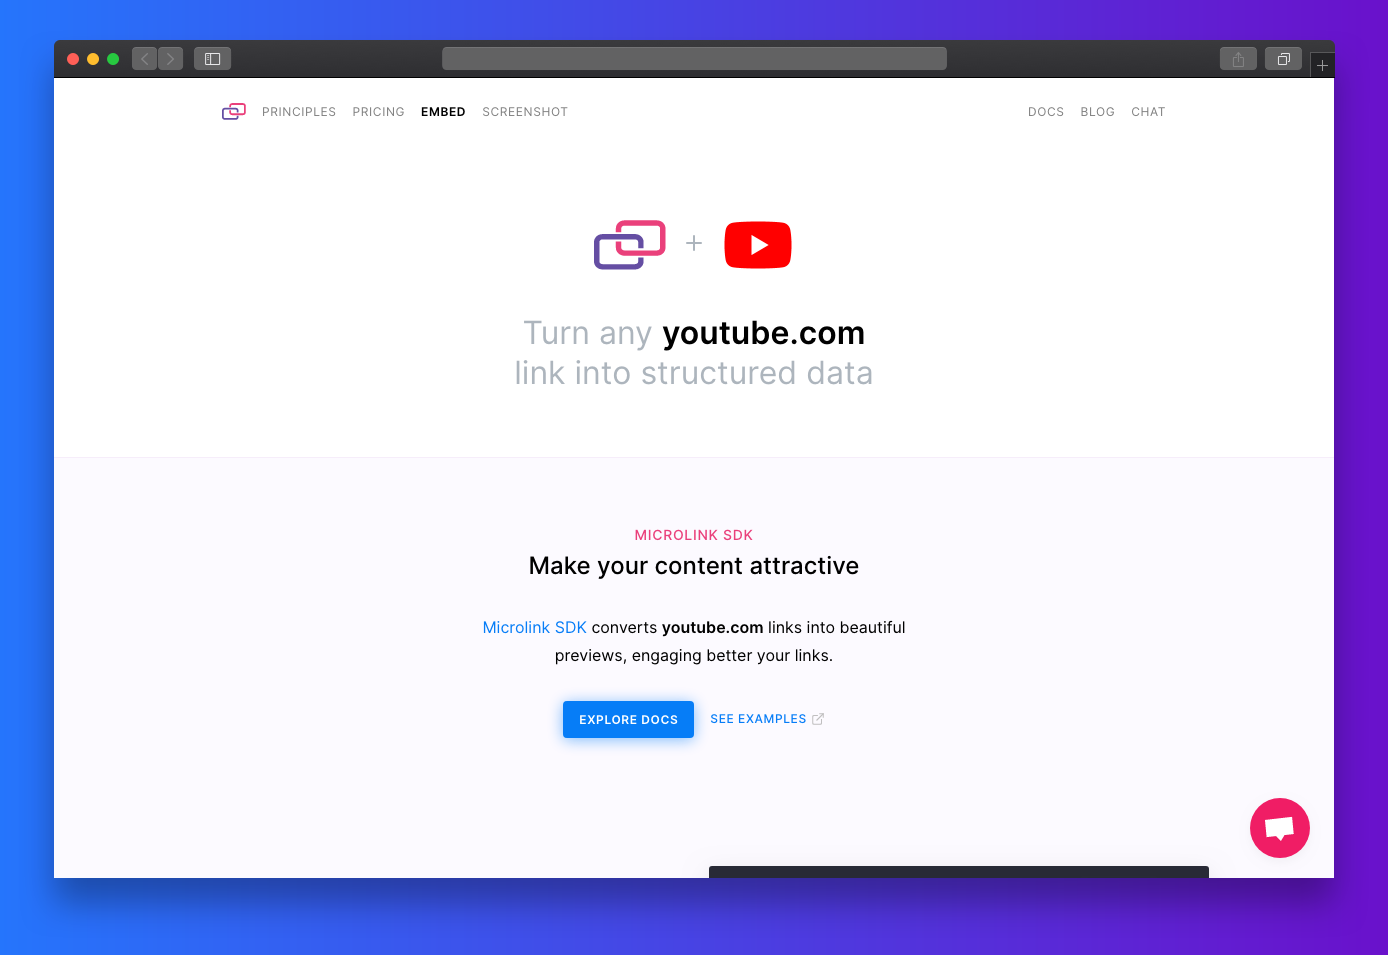 PRINCIPLES PRICING EMBED SCREENSHOT DOCS BLOG CHAT
Turn any youtube.com
link into structured data
MICROLINK SDK
Make your content attractive
Microlink SDK converts youtube.com links into beautiful
previews, engaging better your links.
EXPLORE DOCS SEE EXAMPLES